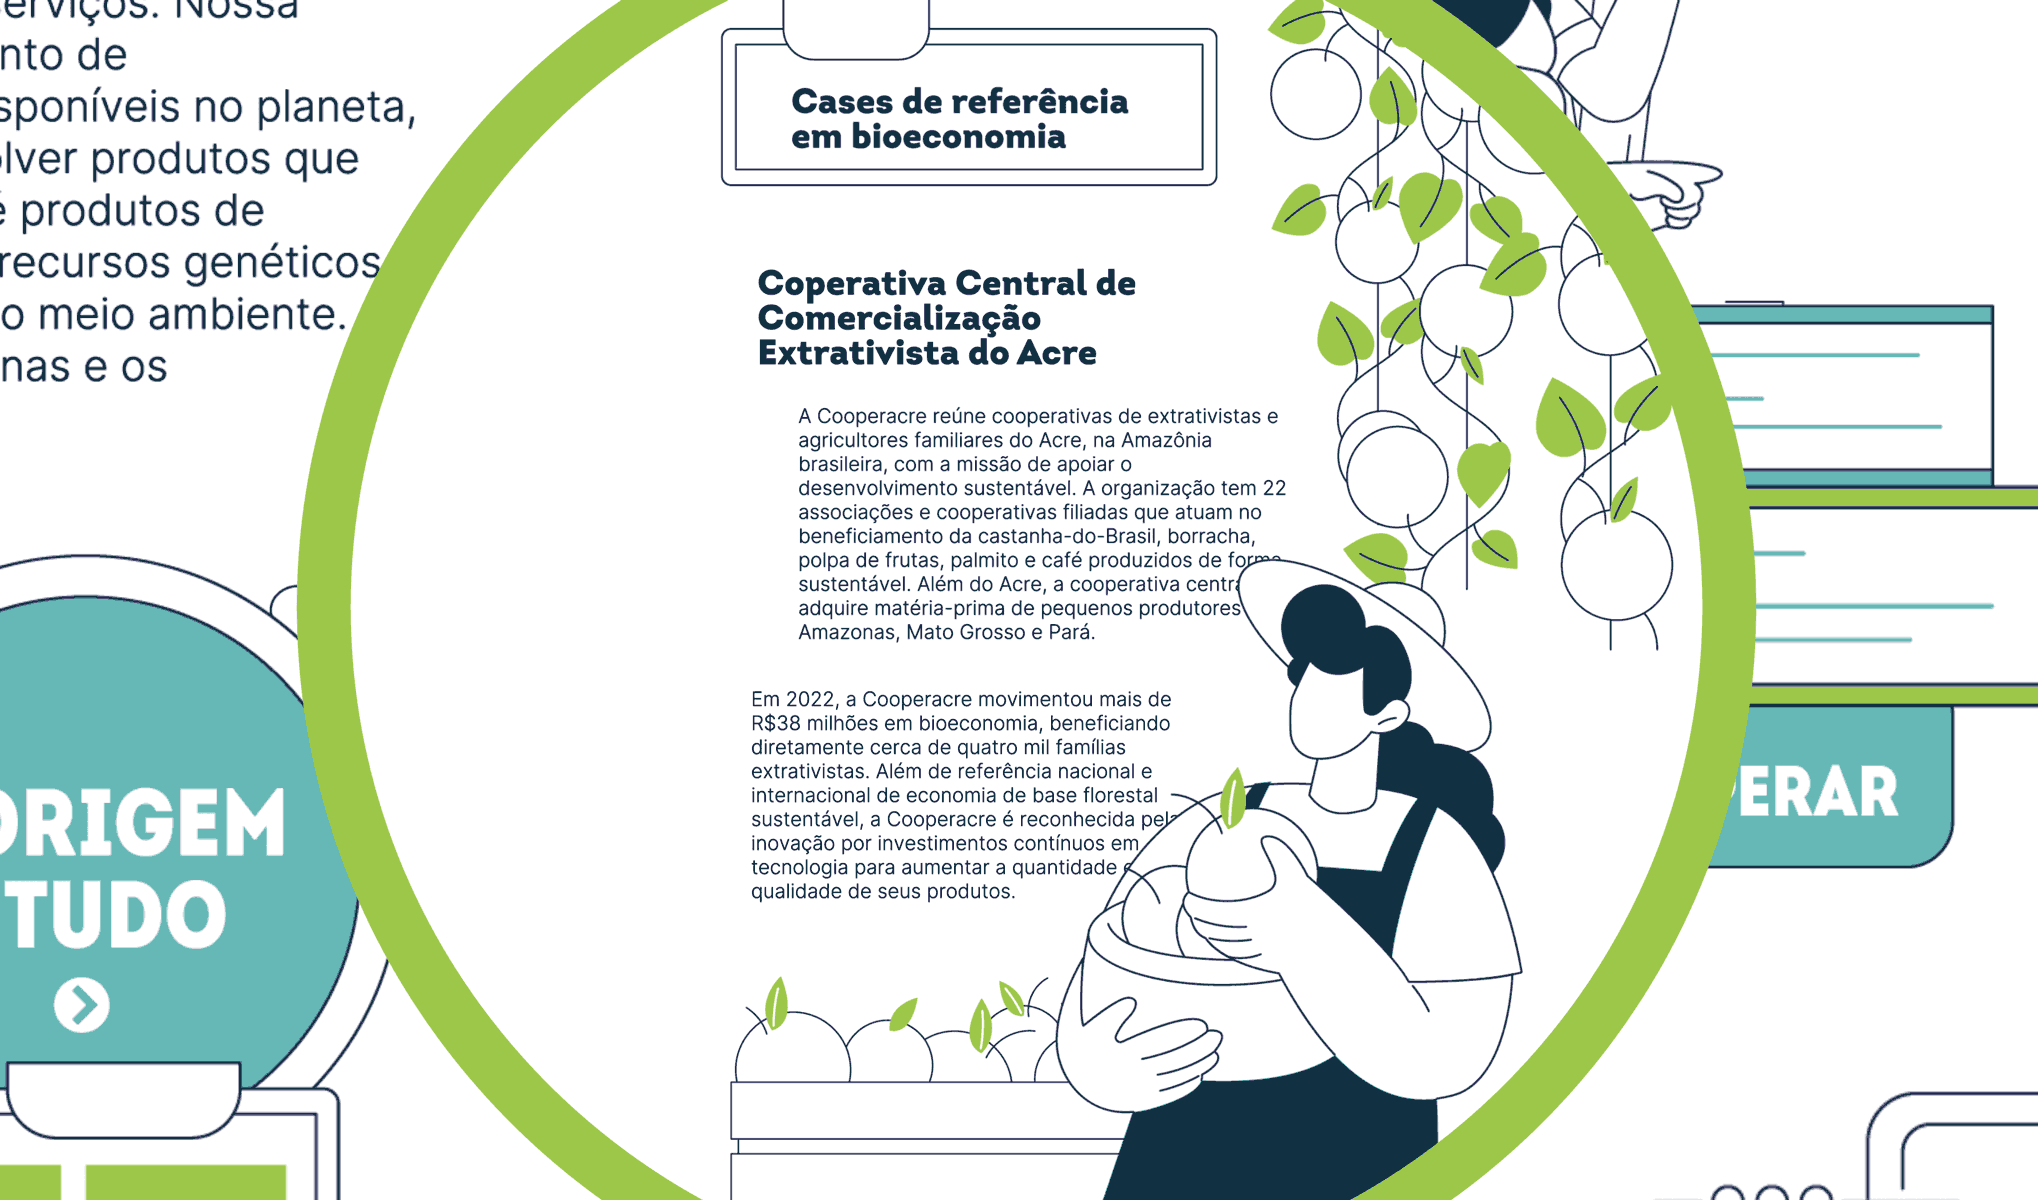 serviços. Nossa
nto de
sponíveis no planeta,
olver produtos que
é produtos de
recursos genéticos
o meio ambiente.
nas e os
Cases de referência
em bioeconomia
Coperativa Central de
Comercialização
Extrativista do Acre
A Cooperacre reúne cooperativas de extrativistas e
agricultores familiares do Acre, na Amazônia
brasileira, com a missão de apoiar o
desenvolvimento sustentável. A organização tem 22
associações e cooperativas filiadas que atuam no
beneficiamento da castanha-do-Brasil, borracha,
polpa de frutas, palmito e café produzidos de forma
sustentável. Além do Acre, a cooperativa centra
adquire matéria-prima de pequenos produtores
Amazonas, Mato Grosso e Pará.
Em 2022, a Cooperacre movimentou mais de
R$38 milhões em bioeconomia, beneficiando
diretamente cerca de quatro mil famílias
extrativistas. Além de referência nacional e
internacional de economia de base florestal
sustentável, a Cooperacre é reconhecida pela
inovação por investimentos contínuos em
tecnologia para aumentar a quantidade e
qualidade de seus produtos.
ORIGEM
TUDO
PERAR